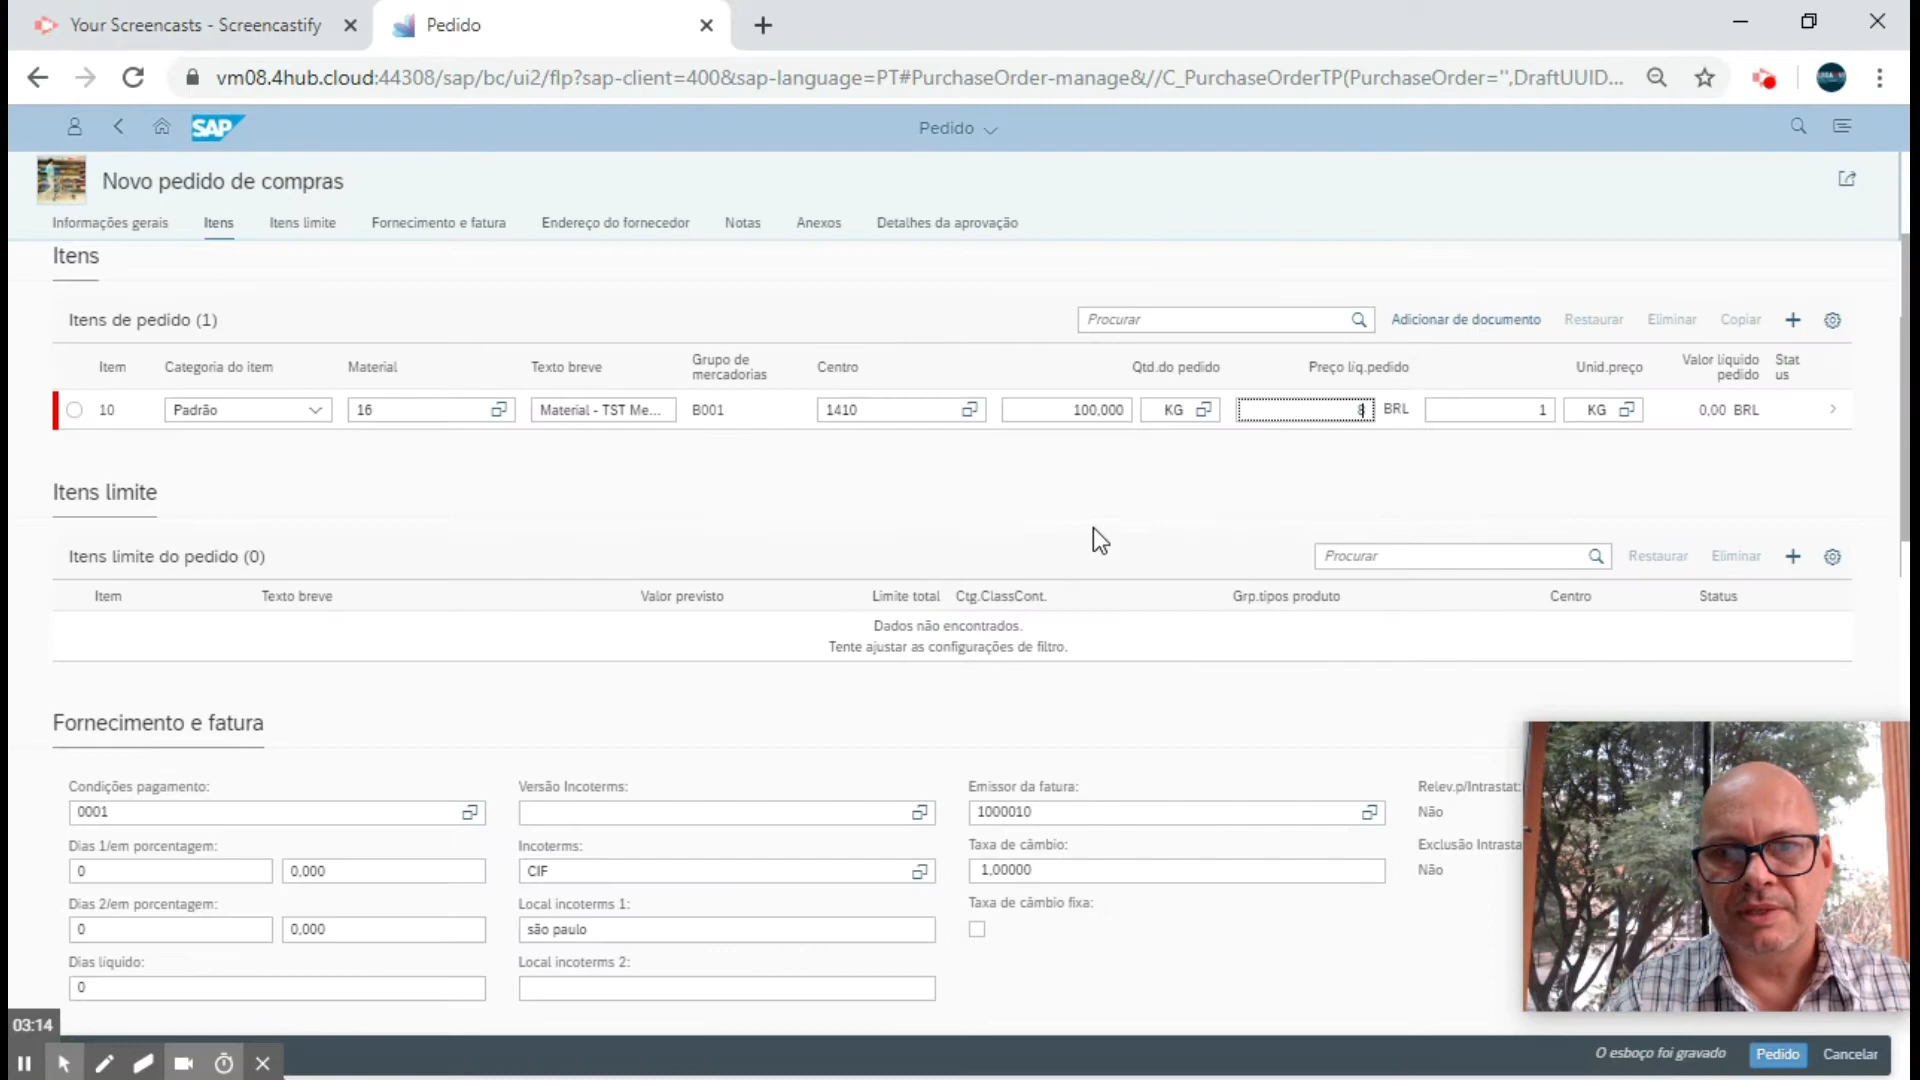 Your Screencasts - Screencastify
Pedido
vm08.4hub.cloud:44308/sap/bc/ui2/flp?sap-client=400&sap-language=PT#PurchaseOrder-manage&//C_PurchaseOrderTP(PurchaseOrder='',DraftUUID...
SAP
Pedido
Novo pedido de compras
Informações gerais Itens Itens limite Fornecimento e fatura Endereço do fornecedor Notas Anexos Detalhes da aprovação
Itens
Itens de pedido (1)
Procurar
Adicionar de documento Restaurar Eliminar Copiar
Item Categoria do item Material Texto breve Grupo de mercadorias Centro Qtd.do pedido Preço líq.pedido Unid.preço Valor líquido pedido Stat us
10 Padrão 16 Material - TST Me... B001 1410 100,000 KG 8 BRL 1 KG 0,00 BRL
Itens limite
Itens limite do pedido (0)
Procurar
Restaurar Eliminar
Item Texto breve Valor previsto Limite total Ctg.ClassCont. Grp.tipos produto Centro Status
Dados não encontrados.
Tente ajustar as configurações de filtro.
Fornecimento e fatura
Condições pagamento: Versão Incoterms: Emissor da fatura: Relev.p/Intrastat:
0001 1000010 Não
Dias 1/em porcentagem: Incoterms: Taxa de câmbio: Exclusão Intrasta
0 0,000 CIF 1,00000 Não
Dias 2/em porcentagem: Local incoterms 1: Taxa de câmbio fixa:
0 0,000 são paulo
Dias líquido: Local incoterms 2:
0
03:14
O esboço foi gravado Pedido Cancelar